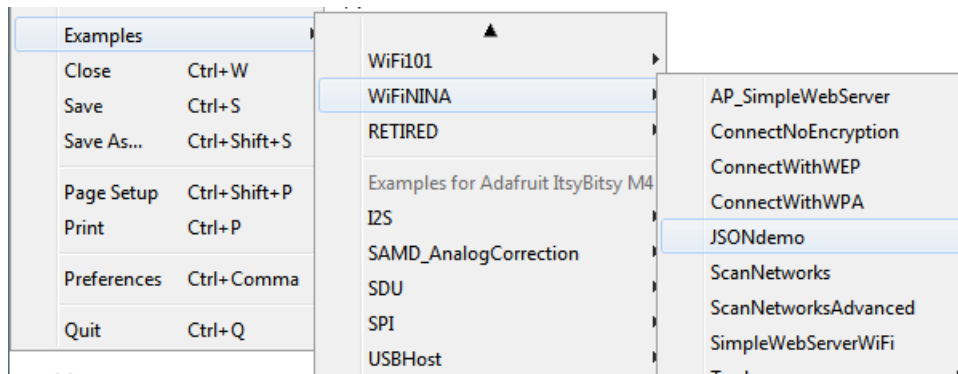 Examples
Close Ctrl+W
Save Ctrl+S
Save As... Ctrl+Shift+S
Page Setup Ctrl+Shift+P
Print Ctrl+P
Preferences Ctrl+Comma
Quit Ctrl+Q
WiFi101
WiFiNINA
RETIRED
Examples for Adafruit ItsyBitsy M4
I2S
SAMD_AnalogCorrection
SDU
SPI
USBHost
AP_SimpleWebServer
ConnectNoEncryption
ConnectWithWEP
ConnectWithWPA
JSONdemo
ScanNetworks
ScanNetworksAdvanced
SimpleWebServerWiFi